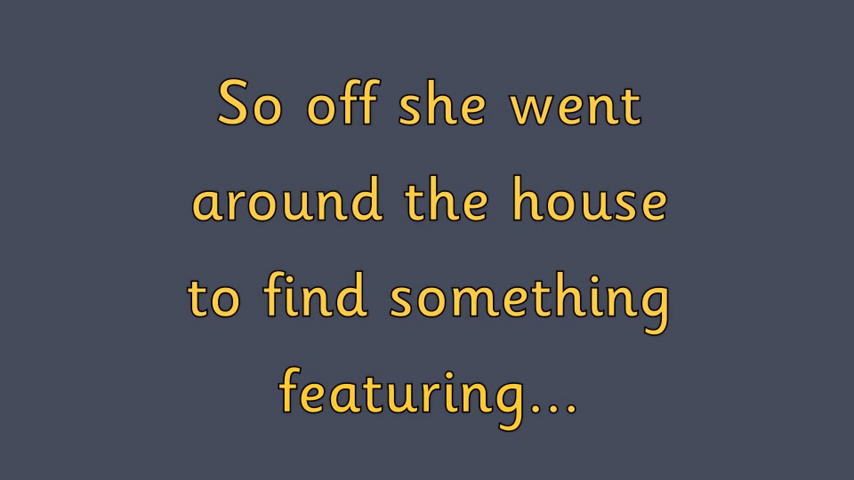 So off she went
around the house
to find something
featuring...